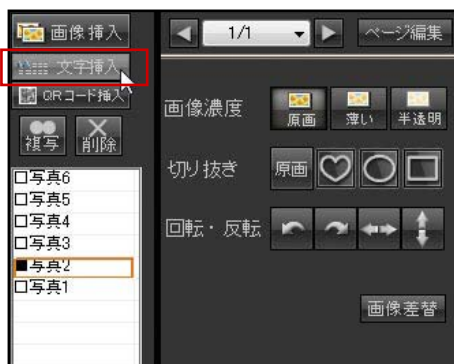 画像挿入
文字挿入
QRコード挿入
複写 削除
□写真6
□写真5
□写真4
□写真3
■写真2
□写真1
1/1 ページ編集
画像濃度 原画 薄い 半透明
切り抜き 原画
回転・反転
画像差替